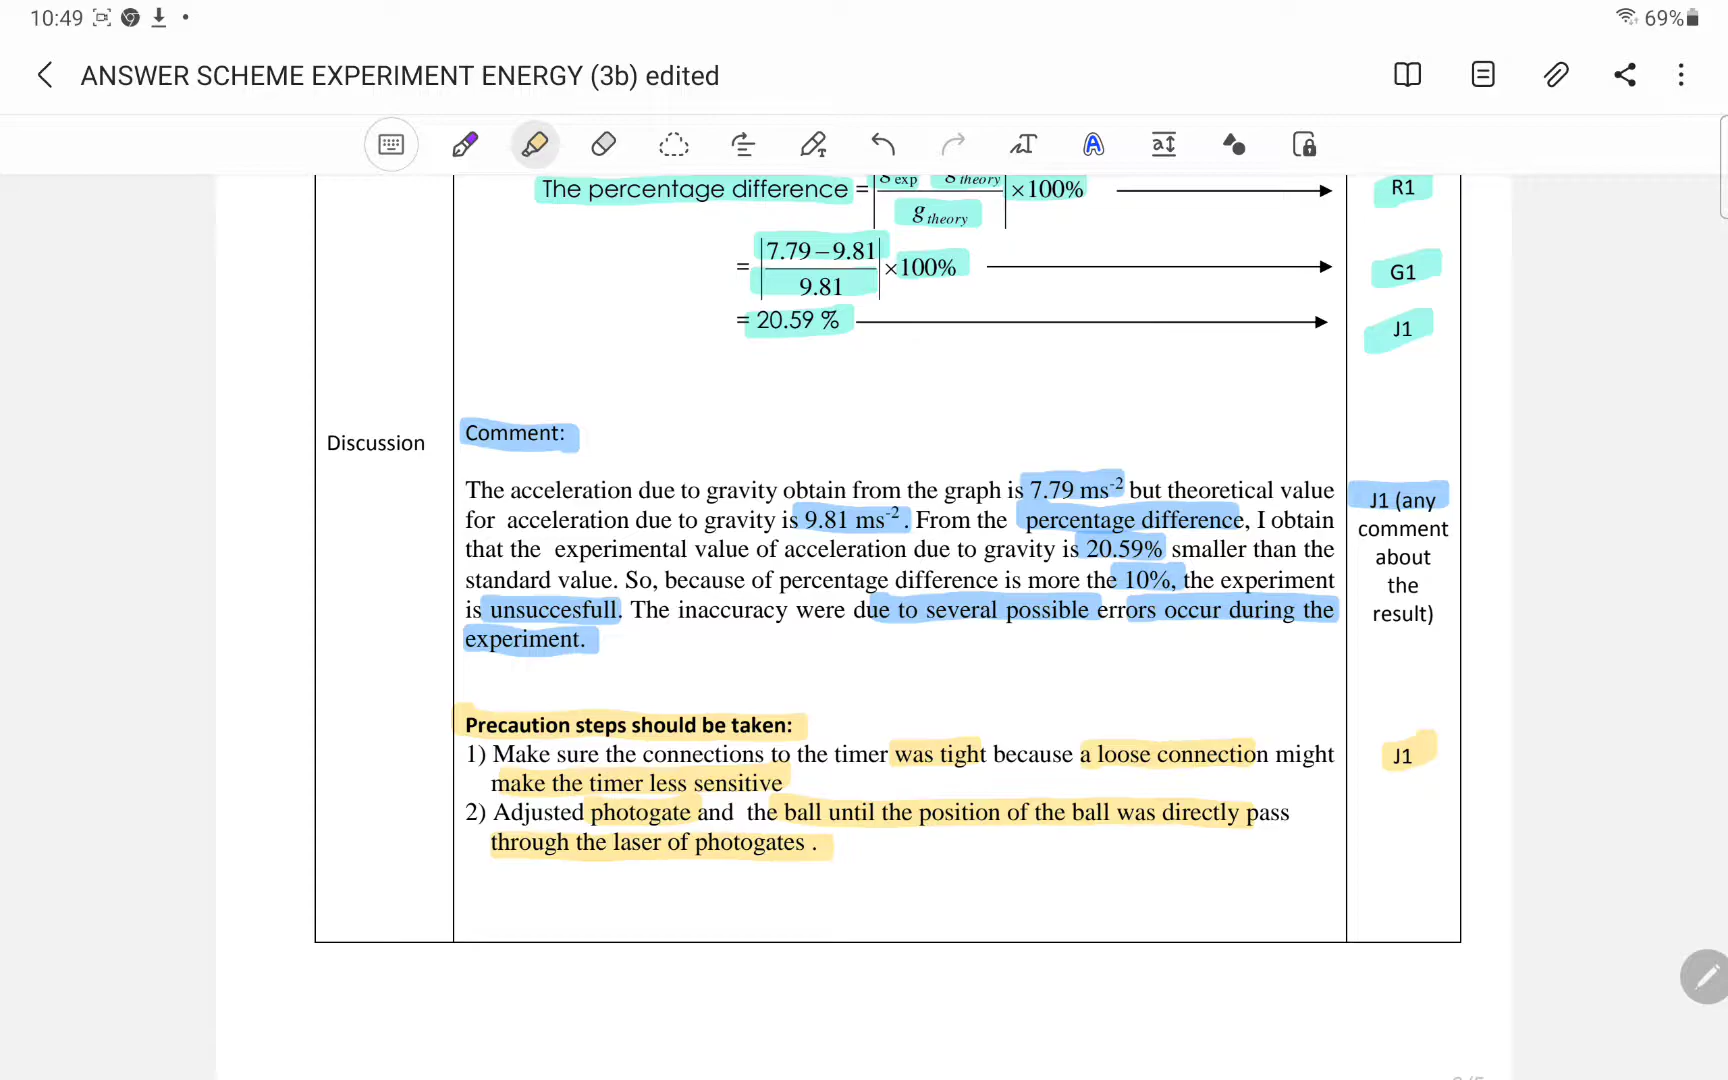 10:49
69%
ANSWER SCHEME EXPERIMENT ENERGY (3b) edited
The percentage difference = | g exp g theory / g theory | ×100%
R1
= | 7.79 – 9.81 / 9.81 | ×100%
G1
= 20.59 %
J1
Discussion
Comment:
The acceleration due to gravity obtain from the graph is 7.79 ms-2 but theoretical value
for acceleration due to gravity is 9.81 ms-2 . From the percentage difference, I obtain
that the experimental value of acceleration due to gravity is 20.59% smaller than the
standard value. So, because of percentage difference is more the 10%, the experiment
is unsuccesfull. The inaccuracy were due to several possible errors occur during the
experiment.
J1 (any
comment
about
the
result)
Precaution steps should be taken:
1) Make sure the connections to the timer was tight because a loose connection might
make the timer less sensitive
2) Adjusted photogate and the ball until the position of the ball was directly pass
through the laser of photogates .
J1